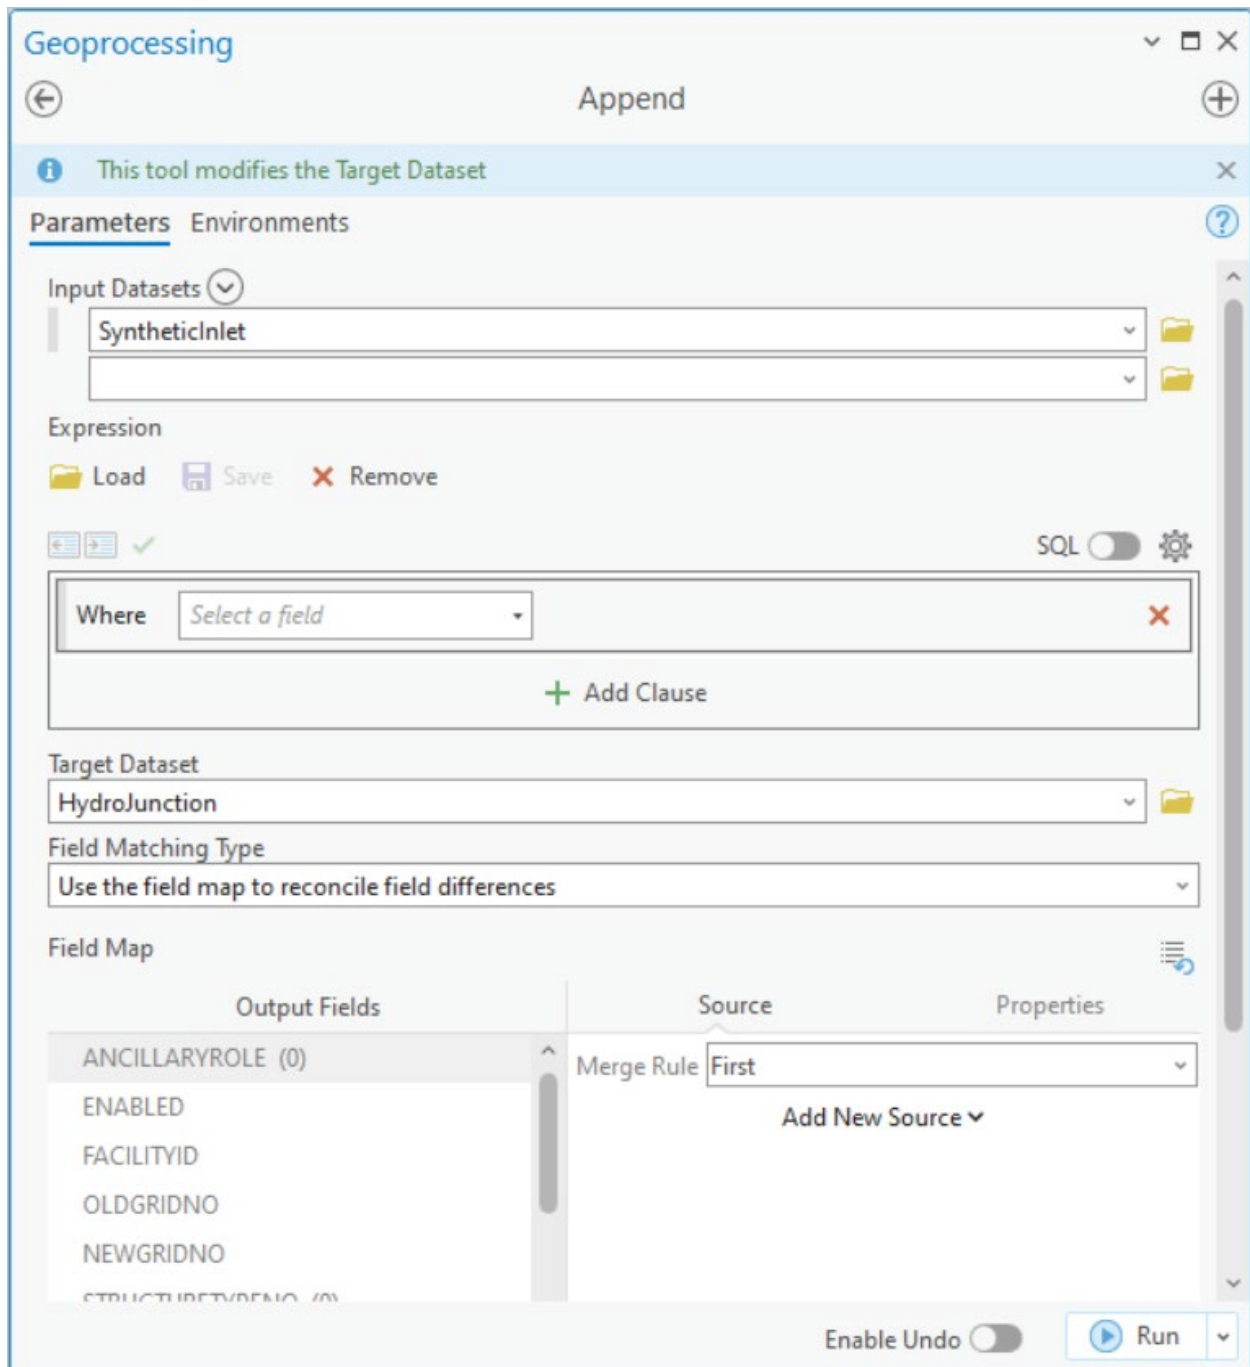 Geoprocessing
Append
This tool modifies the Target Dataset
Parameters Environments
Input Datasets
SyntheticInlet
Expression
Load Save Remove
SQL
Where Select a field
Add Clause
Target Dataset
HydroJunction
Field Matching Type
Use the field map to reconcile field differences
Field Map
Output Fields Source Properties
ANCILLARYROLE (0) Merge Rule First
ENABLED Add New Source
FACILITYID
OLDGRIDNO
NEWGRIDNO
STRUCTURETYPENO (0)
Enable Undo Run